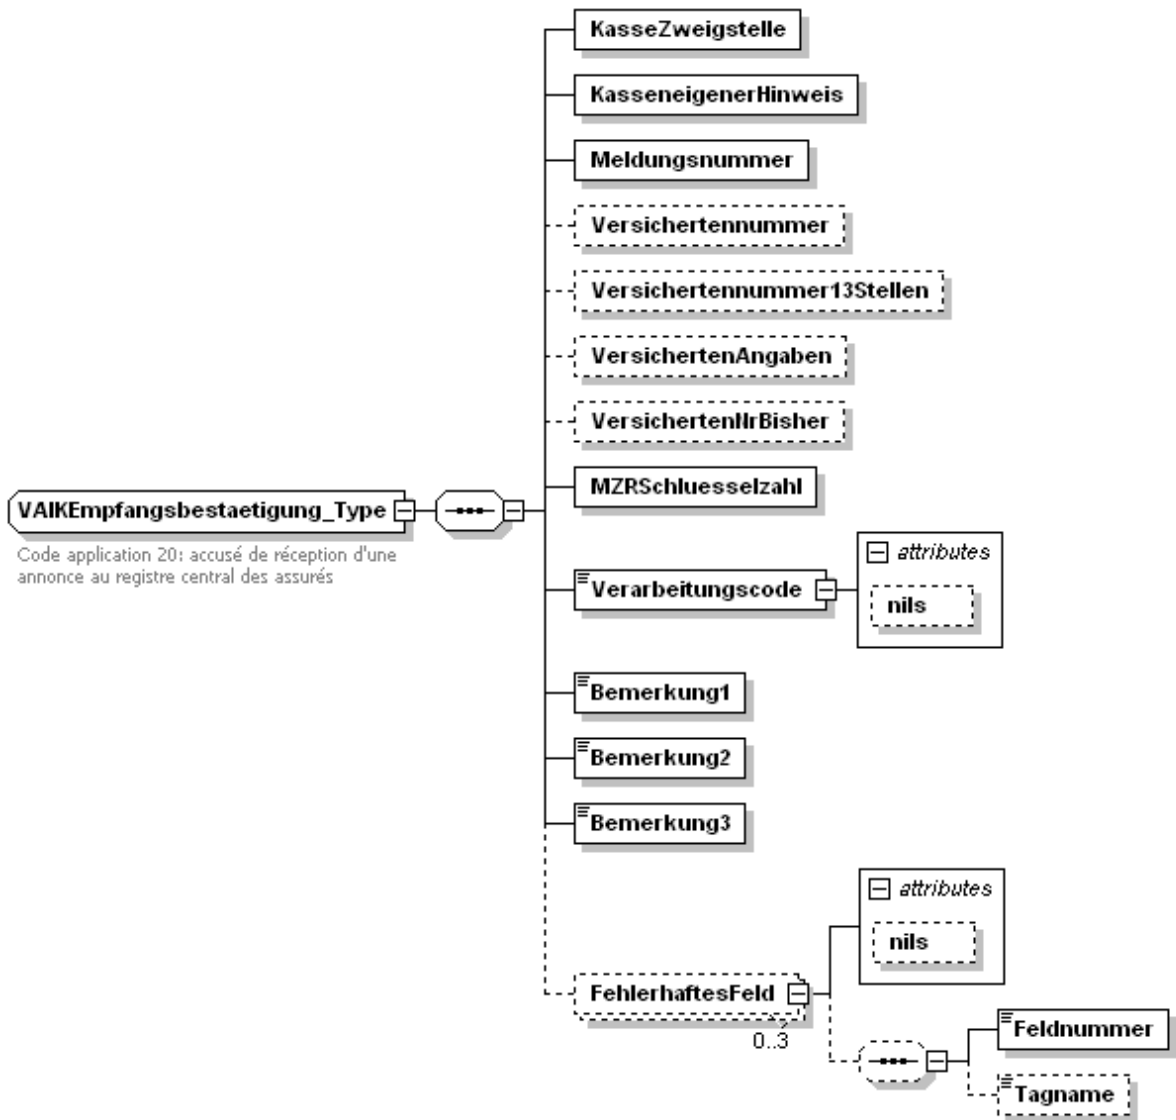 KasseZweigstelle
KasseneigenerHinweis
Meldungsnummer
Versichertennummer
Versichertennummer13Stellen
VersichertenAngaben
VersichertenNrBisher
VAIKEmpfangsbestaetigung_Type
Code application 20: accusé de réception d'une
annonce au registre central des assurés
MZRSchluesselzahl
Verarbeitungscode
attributes
nils
Bemerkung1
Bemerkung2
Bemerkung3
FehlerhaftesFeld
0..3
attributes
nils
Feldnummer
Tagname